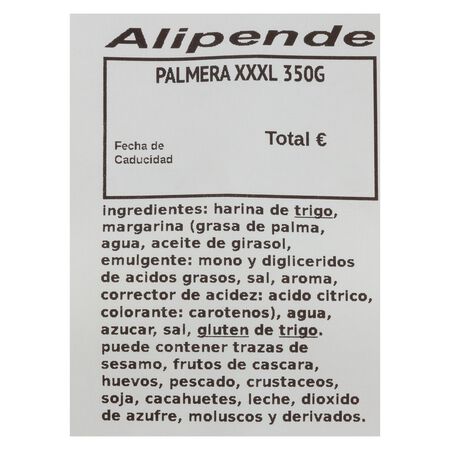 Alipende
PALMERA XXXL 350G
Total €
Fecha de
Caducidad
ingredientes: harina de trigo,
margarina (grasa de palma,
agua, aceite de girasol,
emulgente: mono y digliceridos
de acidos grasos, sal, aroma,
corrector de acidez: acido citrico,
colorante: carotenos), agua,
azucar, sal, gluten de trigo.
puede contener trazas de
sesamo, frutos de cascara,
huevos, pescado, crustaceos,
soja, cacahuetes, leche, dioxido
de azufre, moluscos y derivados.